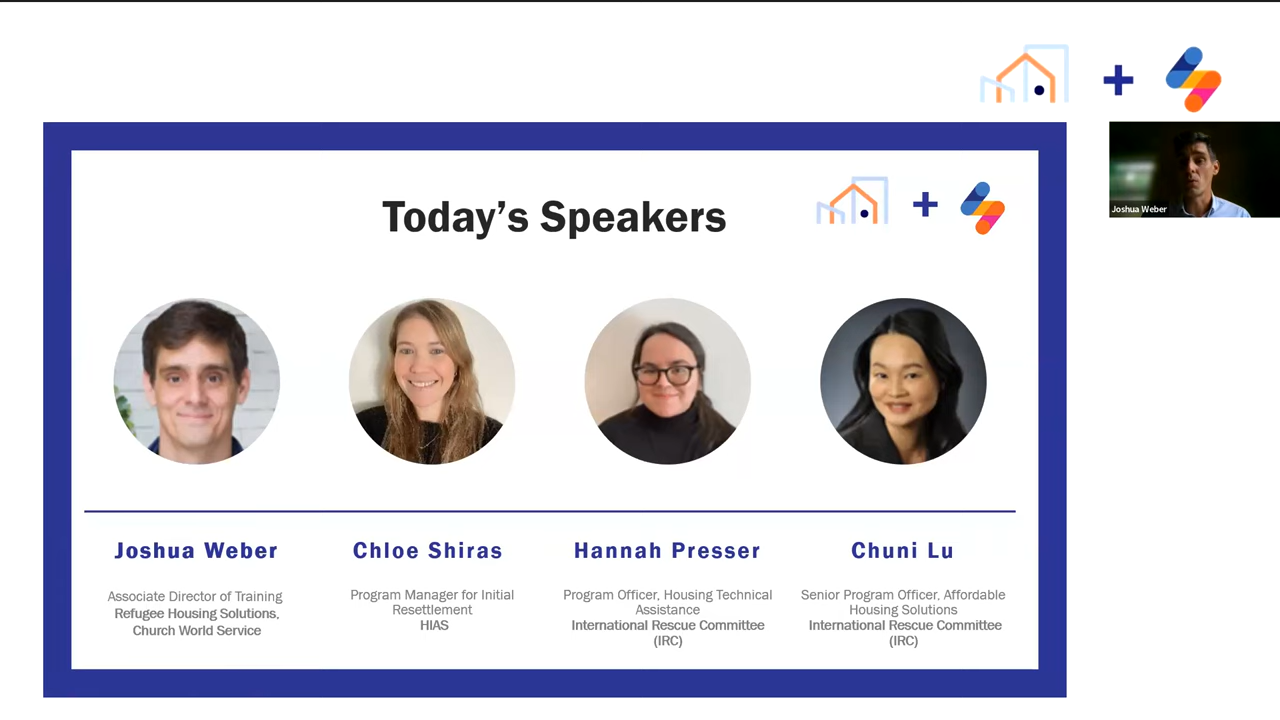 Today's Speakers
Joshua Weber
Joshua Weber
Chloe Shiras
Hannah Presser
Chuni Lu
Associate Director of Training
Refugee Housing Solutions,
Church World Service
Program Manager for Initial
Resettlement
HIAS
Program Officer, Housing Technical
Assistance
International Rescue Committee
(IRC)
Senior Program Officer, Affordable
Housing Solutions
International Rescue Committee
(IRC)